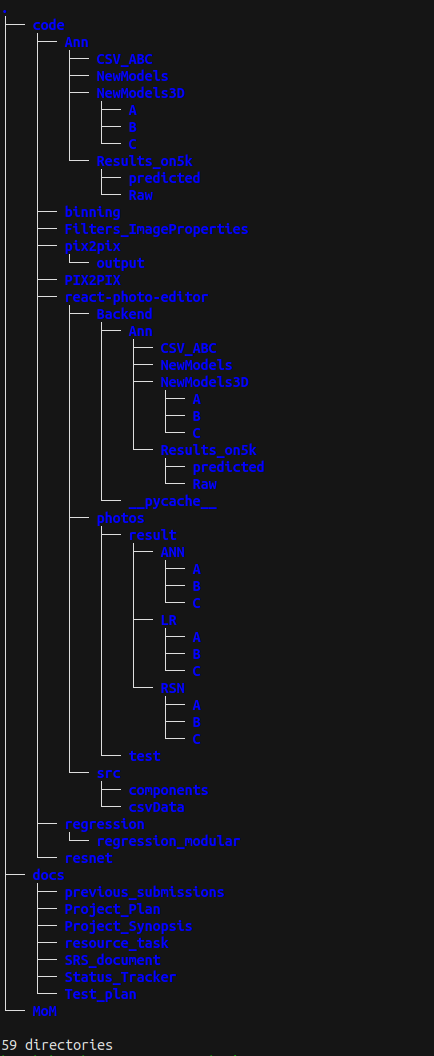 .
├── code
│   ├── Ann
│   │   ├── CSV_ABC
│   │   ├── NewModels
│   │   ├── NewModels3D
│   │   │   ├── A
│   │   │   ├── B
│   │   │   └── C
│   │   └── Results_on5k
│   │       ├── predicted
│   │       └── Raw
│   ├── binning
│   ├── Filters_ImageProperties
│   ├── pix2pix
│   │   └── output
│   ├── PIX2PIX
│   ├── react-photo-editor
│   │   ├── Backend
│   │   │   ├── Ann
│   │   │   │   ├── CSV_ABC
│   │   │   │   ├── NewModels
│   │   │   │   ├── NewModels3D
│   │   │   │   │   ├── A
│   │   │   │   │   ├── B
│   │   │   │   │   └── C
│   │   │   │   └── Results_on5k
│   │   │   │       ├── predicted
│   │   │   │       └── Raw
│   │   │   └── __pycache__
│   │   ├── photos
│   │   │   ├── result
│   │   │   │   ├── ANN
│   │   │   │   │   ├── A
│   │   │   │   │   ├── B
│   │   │   │   │   └── C
│   │   │   │   ├── LR
│   │   │   │   │   ├── A
│   │   │   │   │   ├── B
│   │   │   │   │   └── C
│   │   │   │   └── RSN
│   │   │   │       ├── A
│   │   │   │       ├── B
│   │   │   │       └── C
│   │   │   └── test
│   │   └── src
│   │       ├── components
│   │       └── csvData
│   ├── regression
│   │   └── regression_modular
│   └── resnet
├── docs
│   ├── previous_submissions
│   ├── Project_Plan
│   ├── Project_Synopsis
│   ├── resource_task
│   ├── SRS_document
│   ├── Status_Tracker
│   └── Test_plan
└── MoM
59 directories